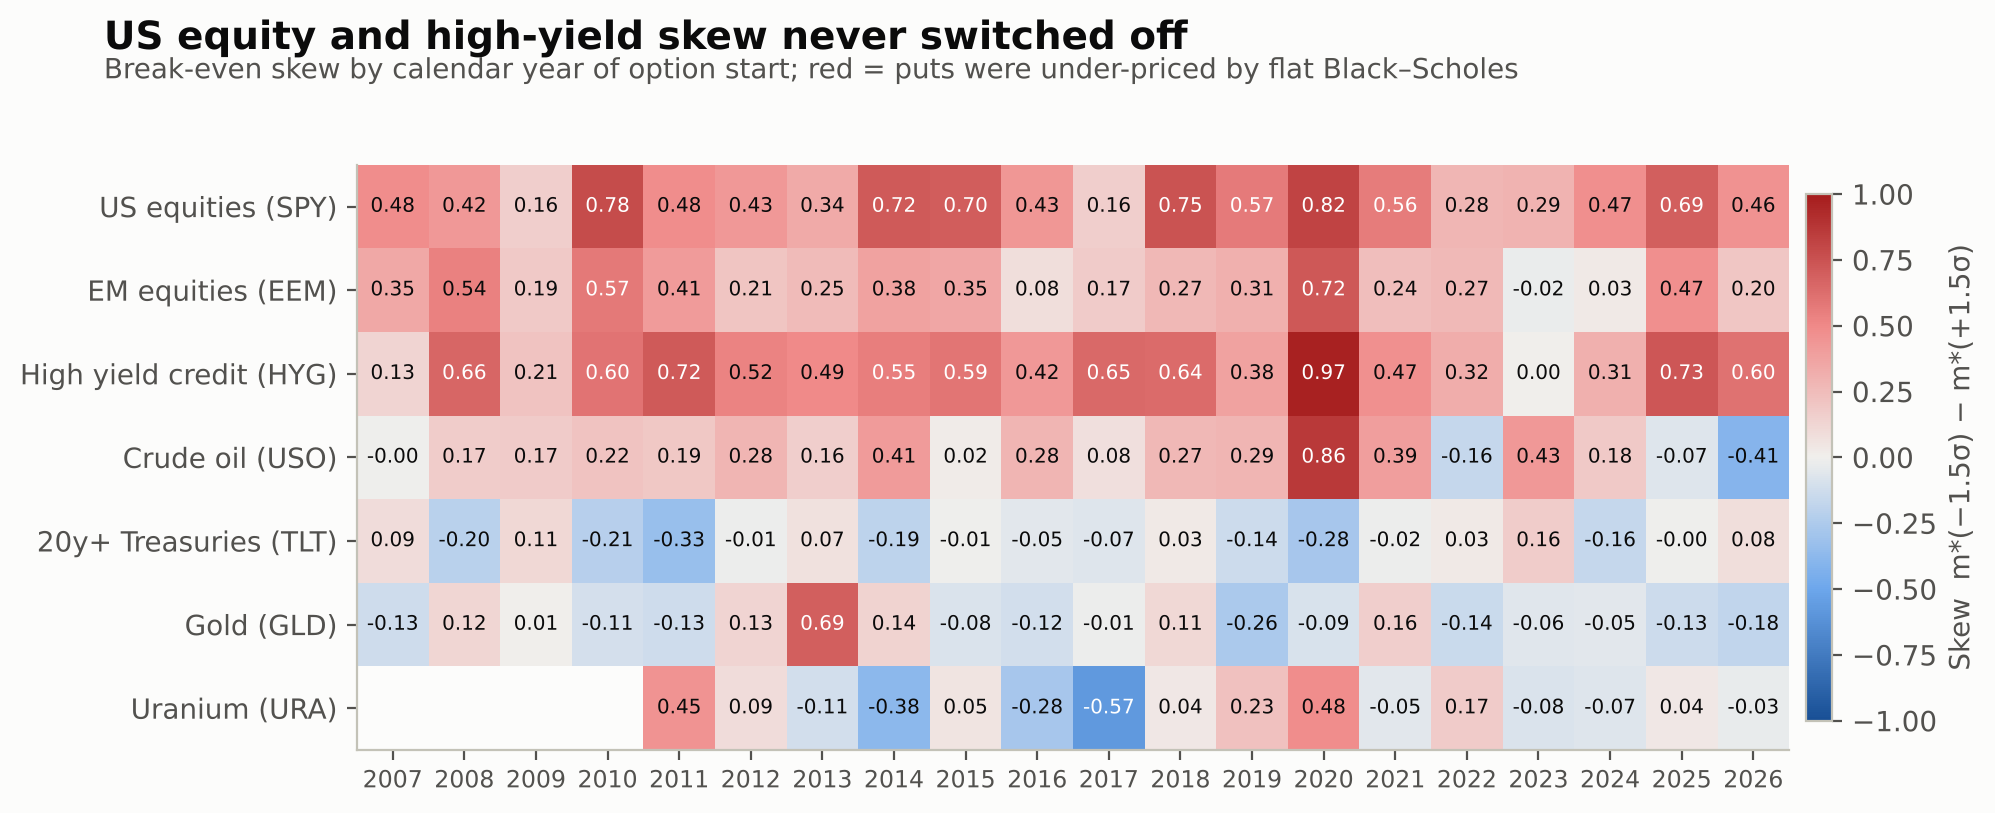 US equity and high-yield skew never switched off
Break-even skew by calendar year of option start; red = puts were under-priced by flat Black–Scholes
US equities (SPY) 0.48 0.42 0.16 0.78 0.48 0.43 0.34 0.72 0.70 0.43 0.16 0.75 0.57 0.82 0.56 0.28 0.29 0.47 0.69 0.46
EM equities (EEM) 0.35 0.54 0.19 0.57 0.41 0.21 0.25 0.38 0.35 0.08 0.17 0.27 0.31 0.72 0.24 0.27 -0.02 0.03 0.47 0.20
High yield credit (HYG) 0.13 0.66 0.21 0.60 0.72 0.52 0.49 0.55 0.59 0.42 0.65 0.64 0.38 0.97 0.47 0.32 0.00 0.31 0.73 0.60
Crude oil (USO) -0.00 0.17 0.17 0.22 0.19 0.28 0.16 0.41 0.02 0.28 0.08 0.27 0.29 0.86 0.39 -0.16 0.43 0.18 -0.07 -0.41
20y+ Treasuries (TLT) 0.09 -0.20 0.11 -0.21 -0.33 -0.01 0.07 -0.19 -0.01 -0.05 -0.07 0.03 -0.14 -0.28 -0.02 0.03 0.16 -0.16 -0.00 0.08
Gold (GLD) -0.13 0.12 0.01 -0.11 -0.13 0.13 0.69 0.14 -0.08 -0.12 -0.01 0.11 -0.26 -0.09 0.16 -0.14 -0.06 -0.05 -0.13 -0.18
Uranium (URA) 0.45 0.09 -0.11 -0.38 0.05 -0.28 -0.57 0.04 0.23 0.48 -0.05 0.17 -0.08 -0.07 0.04 -0.03
2007 2008 2009 2010 2011 2012 2013 2014 2015 2016 2017 2018 2019 2020 2021 2022 2023 2024 2025 2026
1.00
0.75
0.50
0.25
0.00
−0.25
−0.50
−0.75
−1.00
Skew m*(−1.5σ) − m*(+1.5σ)